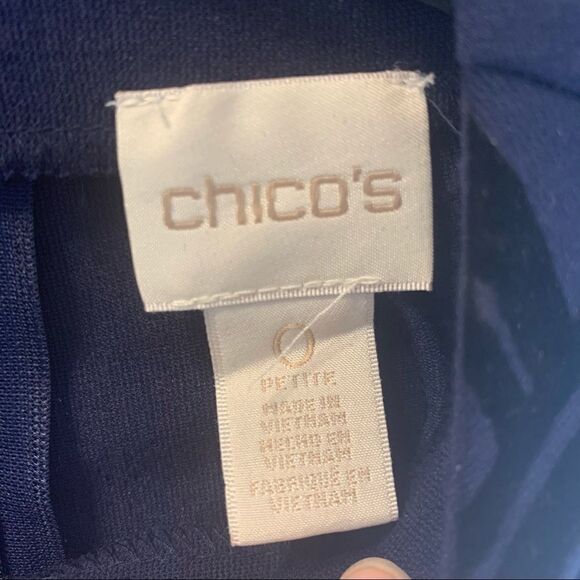 chico's
0
PETITE
MADE IN
VIETNAM
HECHO EN
VIETNAM
FABRIQUÉ EN
VIETNAM